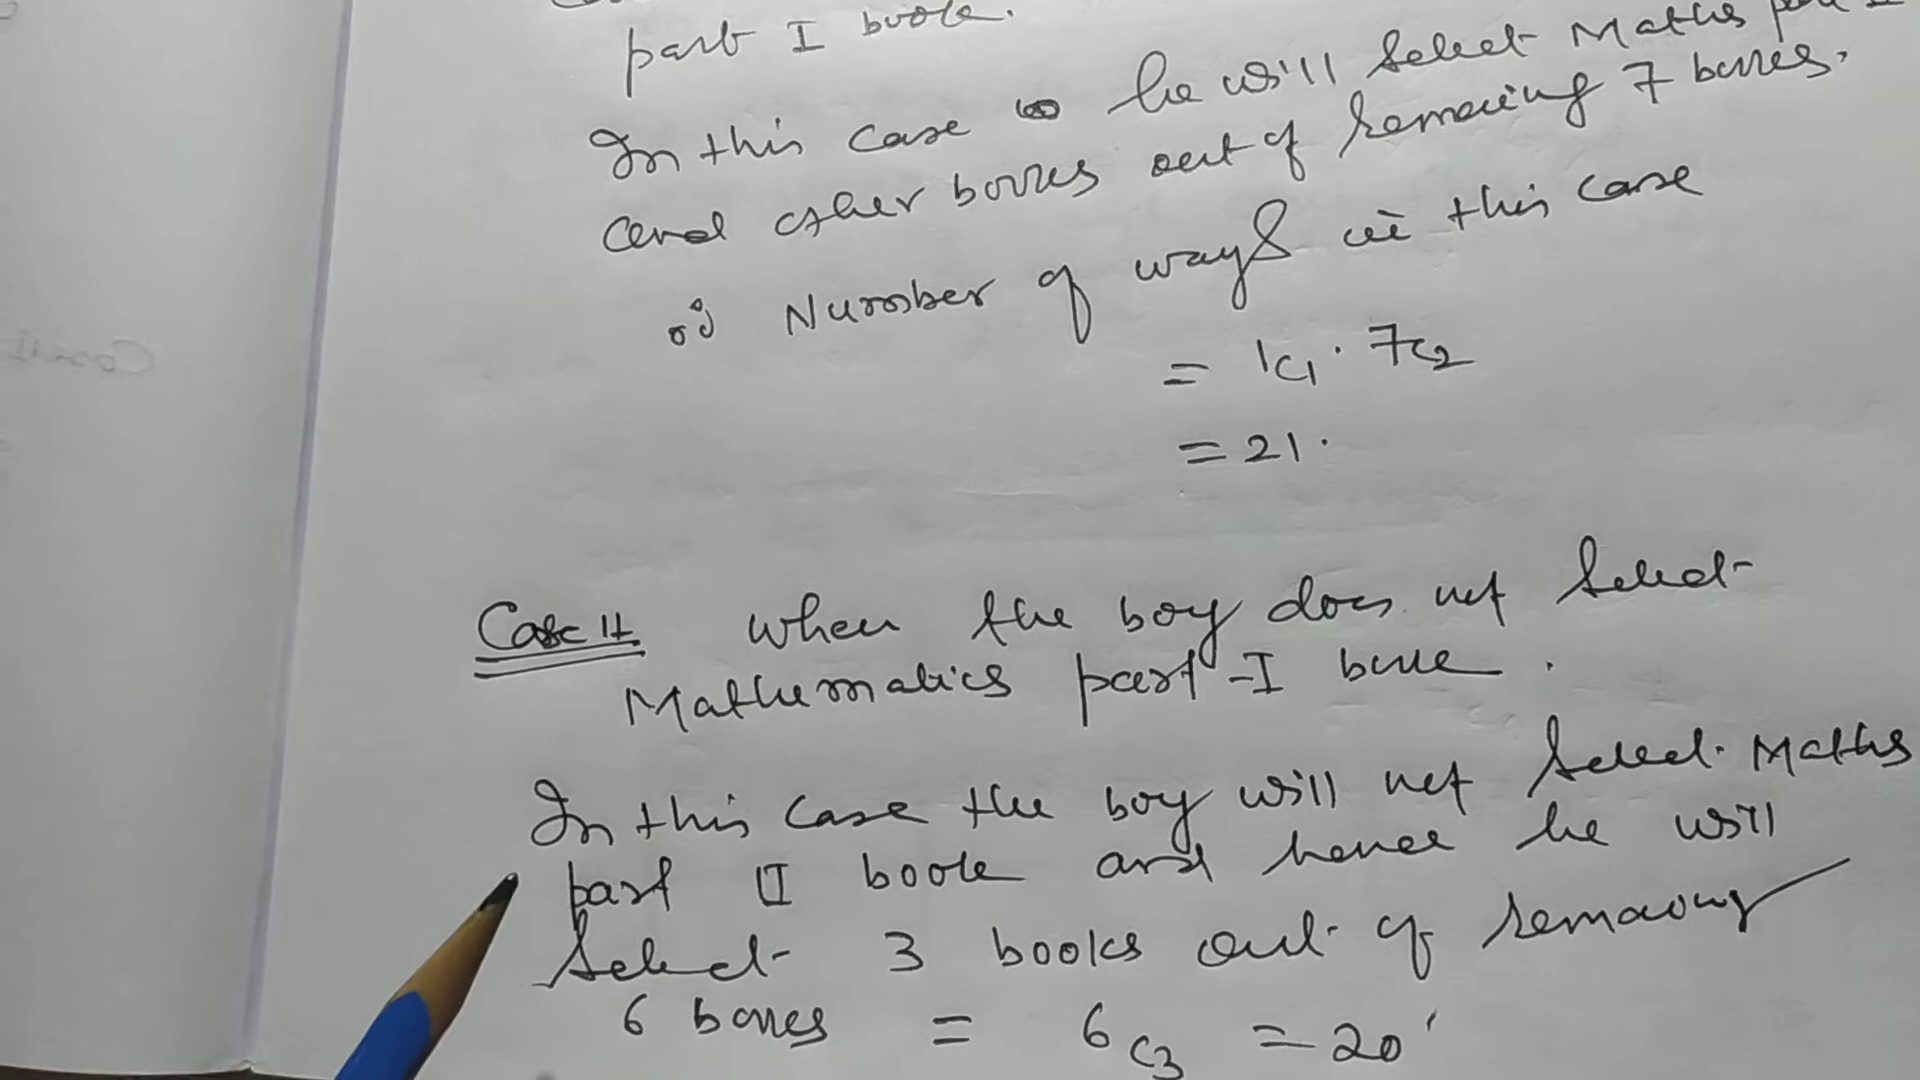 part I book.
In this case he will select Maths part I
and other books out of remaining 7 books.
∴ Number of ways in this case
= 1C1 · 7C2
= 21.
Case II When the boy does not select
Mathematics part-I book.
In this case the boy will not select Maths
part II book and hence he will
select 3 books out of remaining
6 books = 6C3 = 20